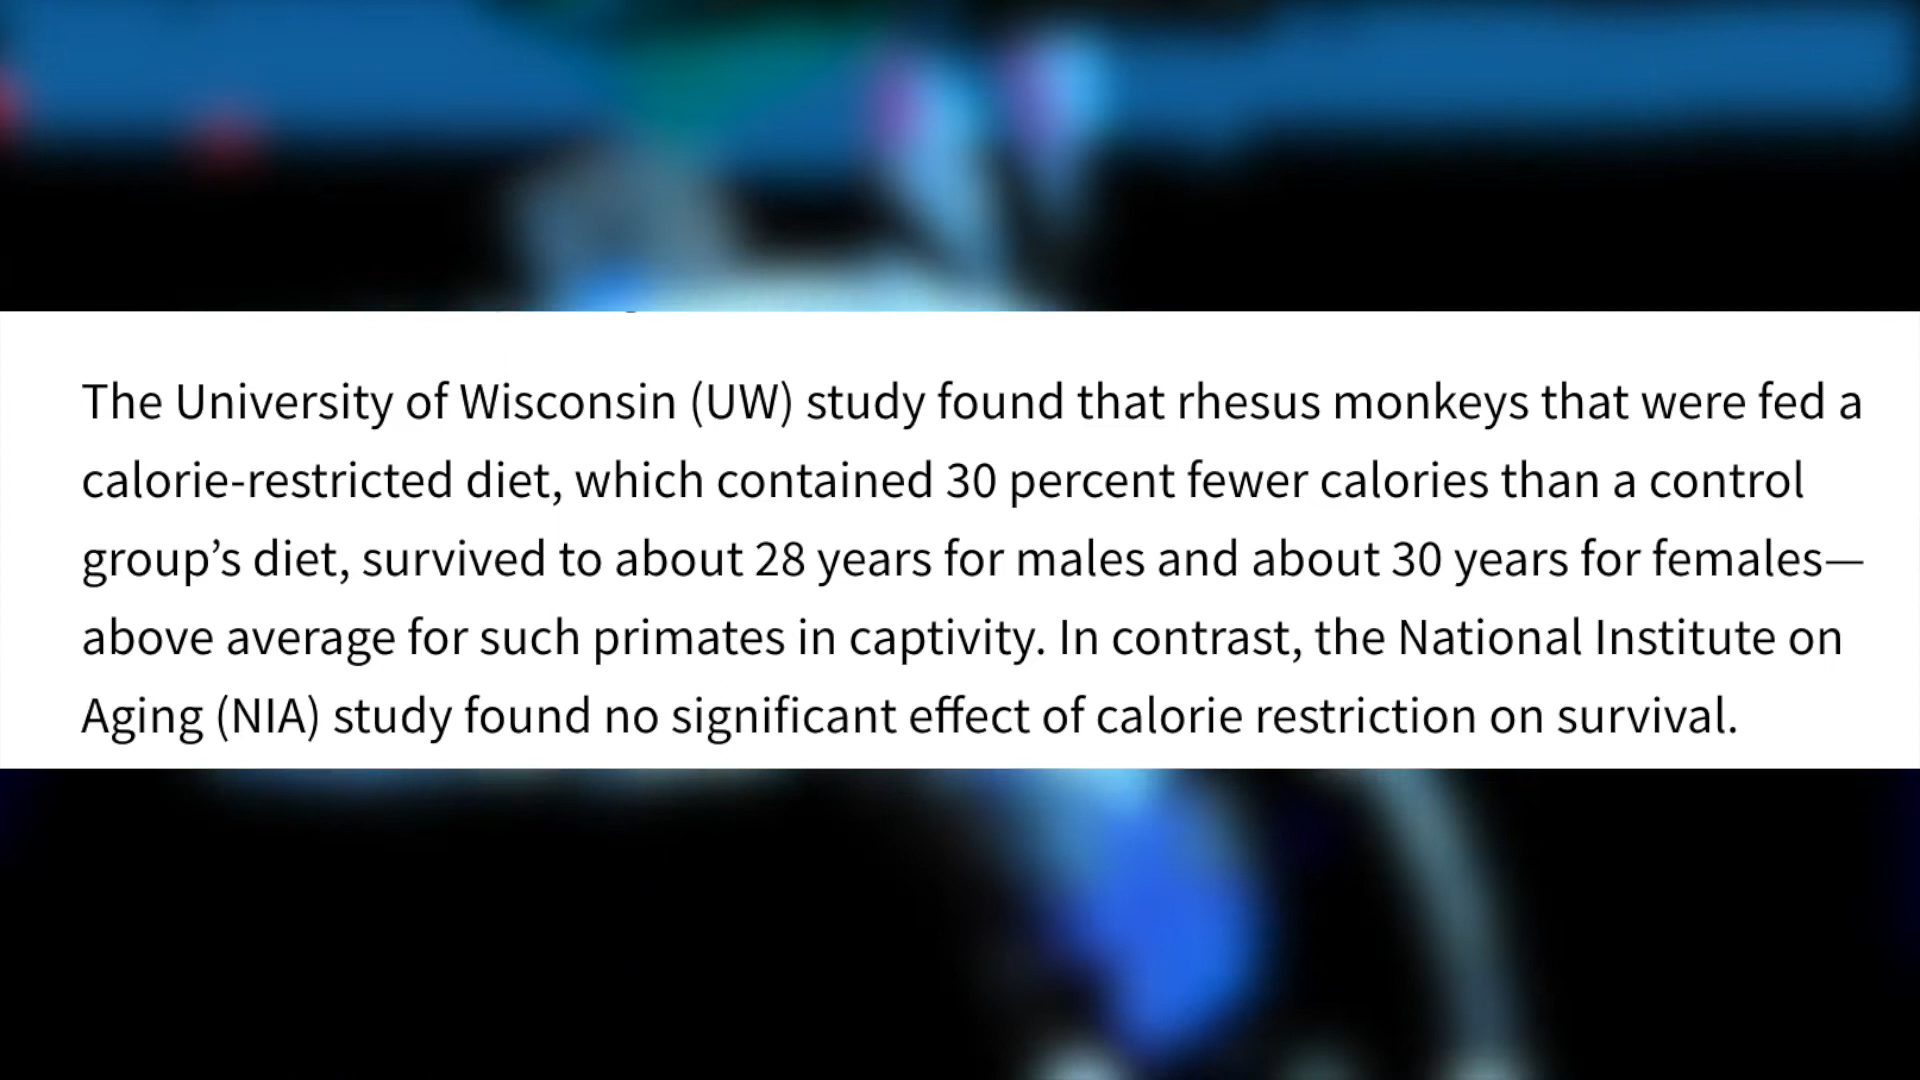 The University of Wisconsin (UW) study found that rhesus monkeys that were fed a
calorie-restricted diet, which contained 30 percent fewer calories than a control
group’s diet, survived to about 28 years for males and about 30 years for females—
above average for such primates in captivity. In contrast, the National Institute on
Aging (NIA) study found no significant effect of calorie restriction on survival.